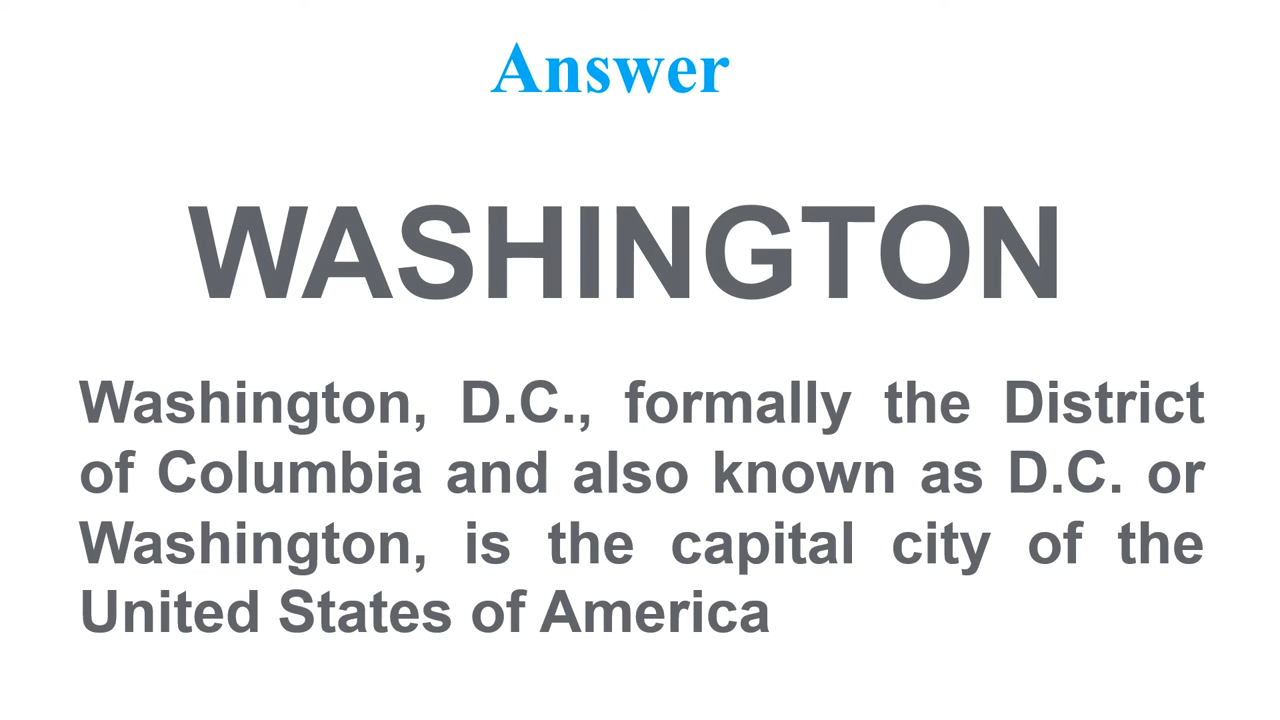 Answer
WASHINGTON
Washington, D.C., formally the District
of Columbia and also known as D.C. or
Washington, is the capital city of the
United States of America